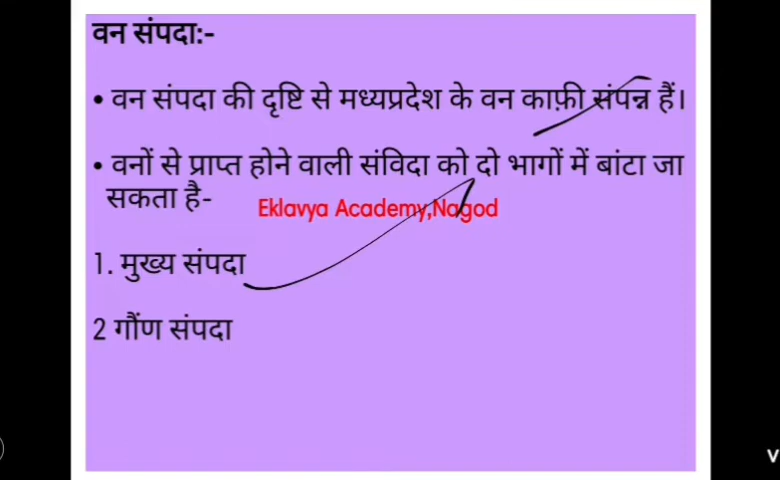 वन संपदा:-
• वन संपदा की दृष्टि से मध्यप्रदेश के वन काफ़ी संपन्न हैं।
• वनों से प्राप्त होने वाली संविदा को दो भागों में बांटा जा
सकता है-
Eklavya Academy,Nagod
1. मुख्य संपदा
2 गौंण संपदा